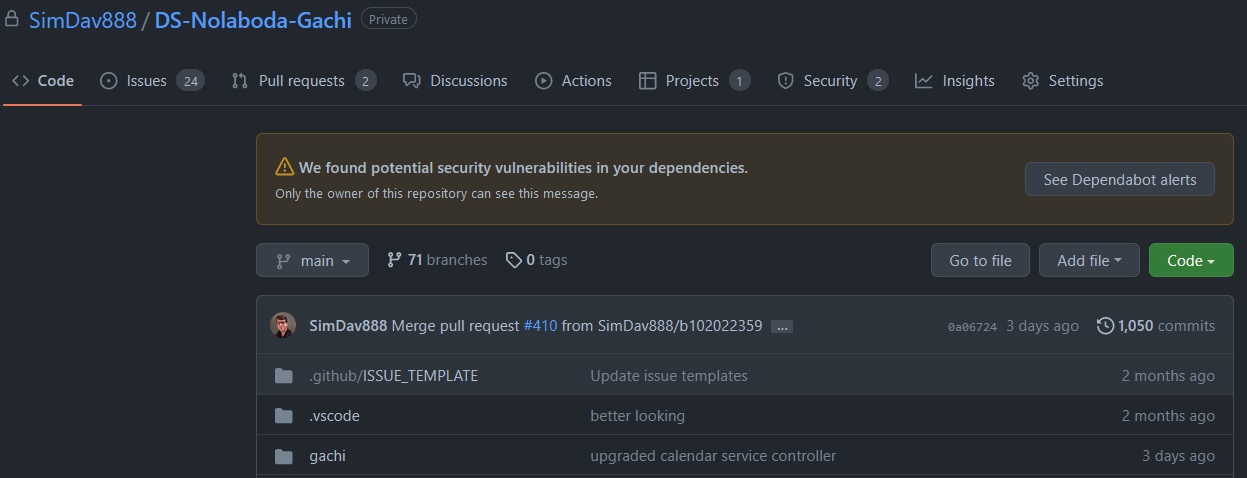 SimDav888 / DS-Nolaboda-Gachi Private
Code Issues 24 Pull requests 2 Discussions Actions Projects 1 Security 2 Insights Settings
We found potential security vulnerabilities in your dependencies.
Only the owner of this repository can see this message.
See Dependabot alerts
main 71 branches 0 tags Go to file Add file Code
SimDav888 Merge pull request #410 from SimDav888/b102022359 ... 0a06724 3 days ago 1,050 commits
.github/ISSUE_TEMPLATE Update issue templates 2 months ago
.vscode better looking 2 months ago
gachi upgraded calendar service controller 3 days ago